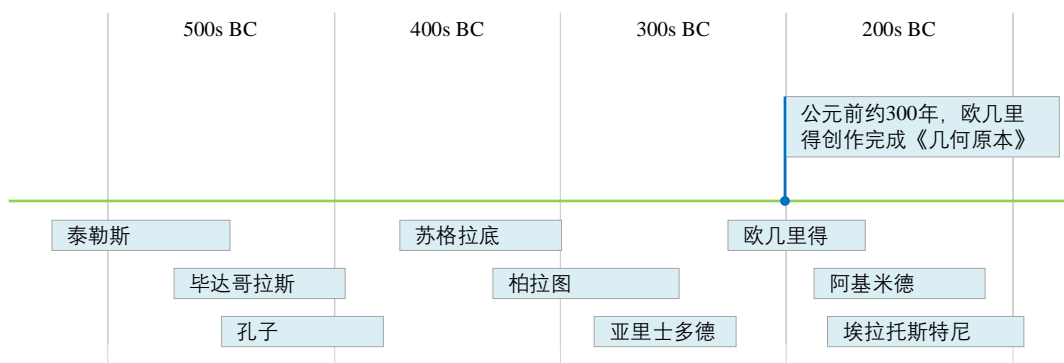 500s BC
400s BC
300s BC
200s BC
公元前约300年，欧几里
得创作完成《几何原本》
泰勒斯
苏格拉底
欧几里得
毕达哥拉斯
柏拉图
阿基米德
孔子
亚里士多德
埃拉托斯特尼